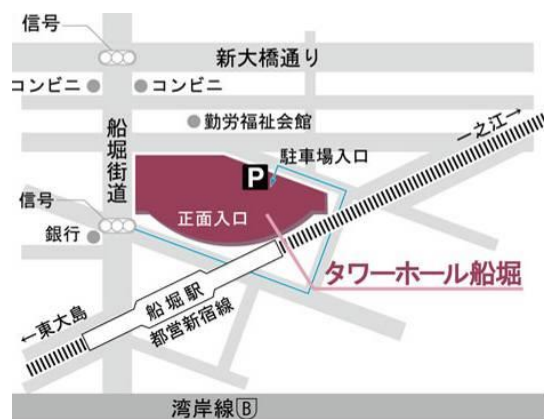 信号
新大橋通り
コンビニ
コンビニ
船堀街道
勤労福祉会館
一之江→
駐車場入口
P
信号
正面入口
銀行
タワーホール船堀
船堀駅
都営新宿線
←東大島
湾岸線B